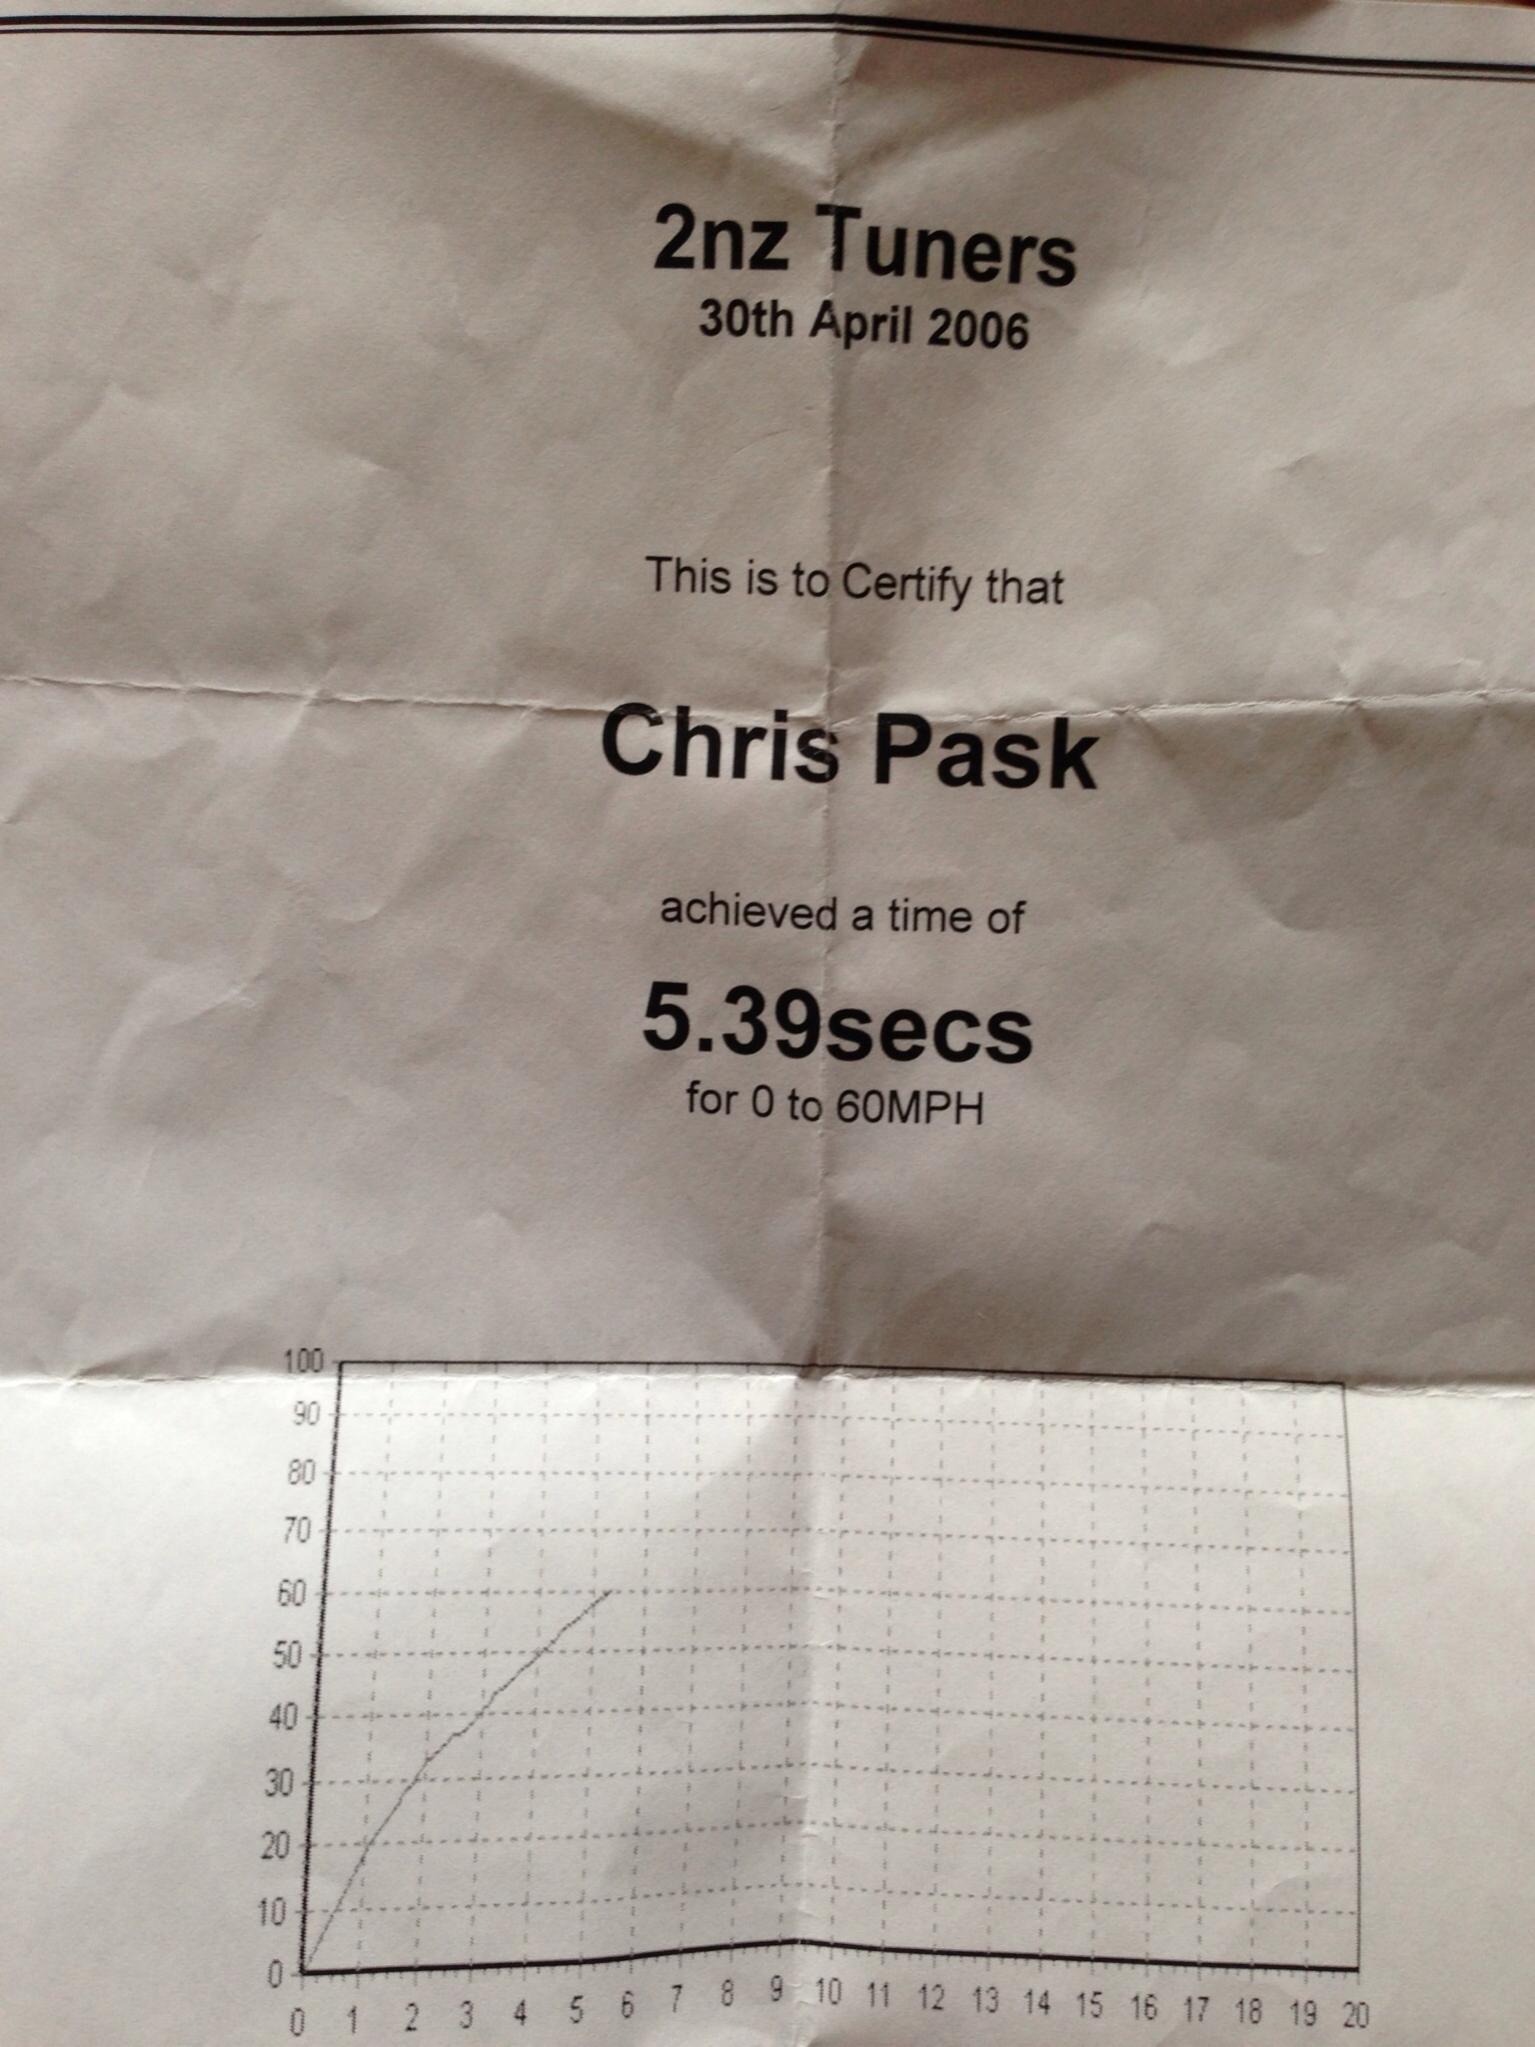 2nz Tuners
30th April 2006
This is to Certify that
Chris Pask
achieved a time of
5.39secs
for 0 to 60MPH
100
90
80
70
60
50
40
30
20
10
0
0 1 2 3 4 5 6 7 8 9 10 11 12 13 14 15 16 17 18 19 20